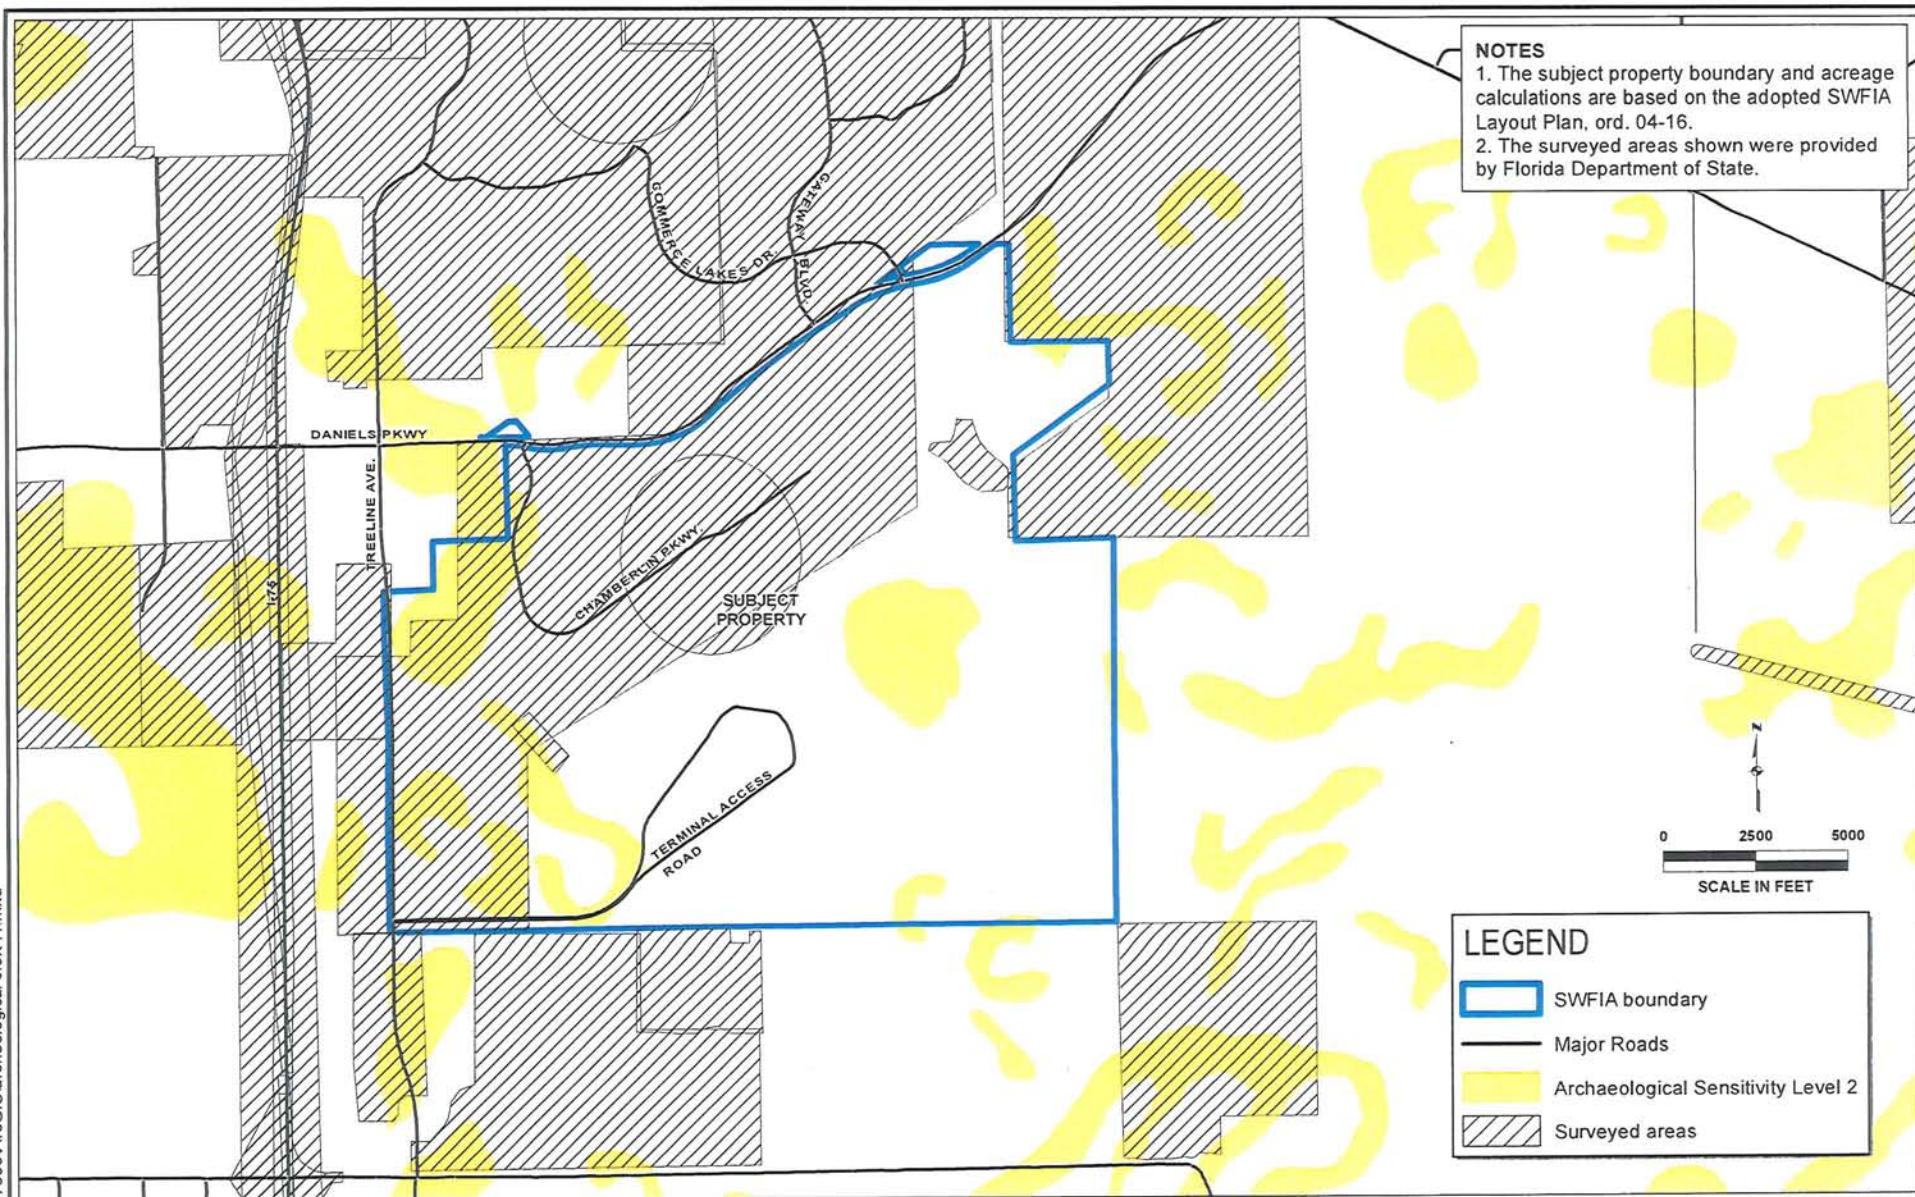 NOTES
1. The subject property boundary and acreage
calculations are based on the adopted SWFIA
Layout Plan, ord. 04-16.
2. The surveyed areas shown were provided
by Florida Department of State.
COMMERCE LAKES DR.
GATEWAY BLVD.
DANIELS PKWY
TREELINE AVE.
I-75
CHAMBERLIN PKWY.
SUBJECT
PROPERTY
TERMINAL ACCESS
ROAD
Z
0 2500 5000
SCALE IN FEET
LEGEND
SWFIA boundary
Major Roads
Archaeological Sensitivity Level 2
Surveyed areas